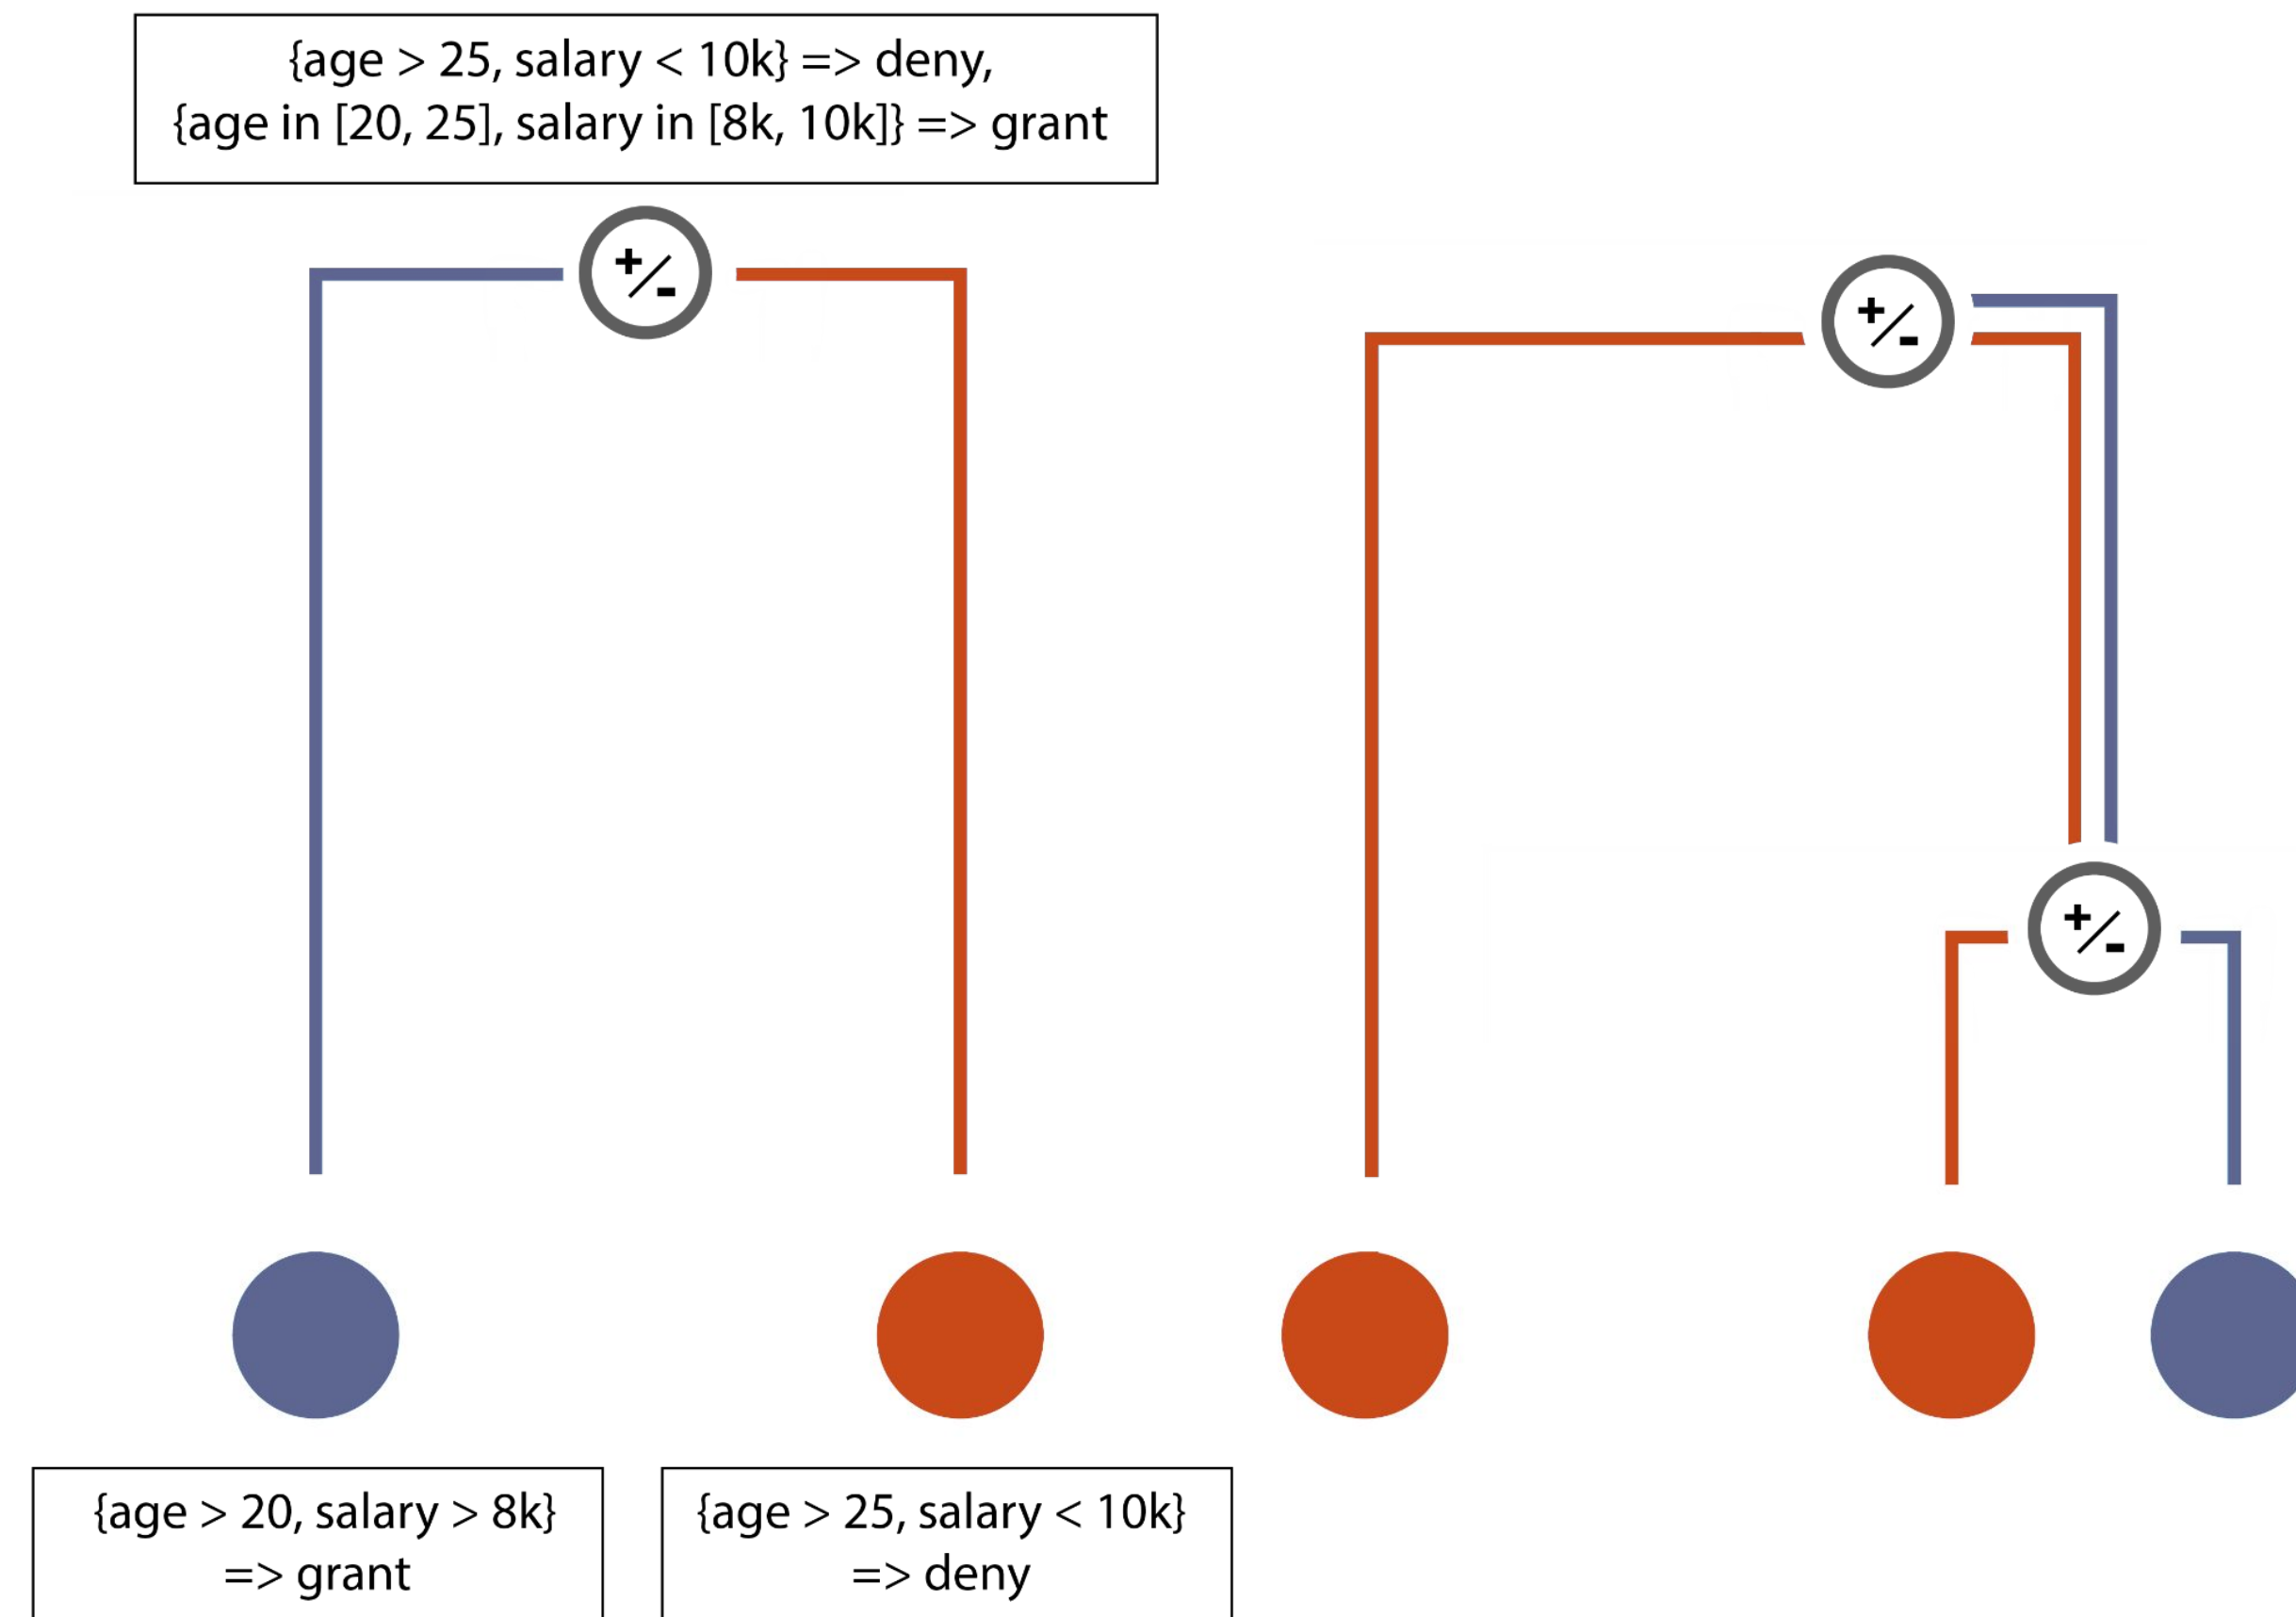 {age > 25, salary < 10k} => deny,
{age in [20, 25], salary in [8k, 10k]} => grant
+/-
+/-
+/-
{age > 20, salary > 8k}
=> grant
{age > 25, salary < 10k}
=> deny